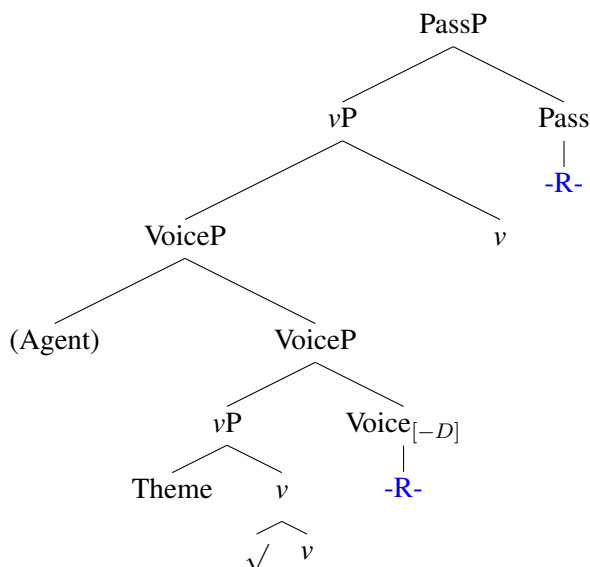 PassP
vP Pass
-R-
VoiceP v
(Agent) VoiceP
vP Voice[−D]
Theme v -R-
√ v